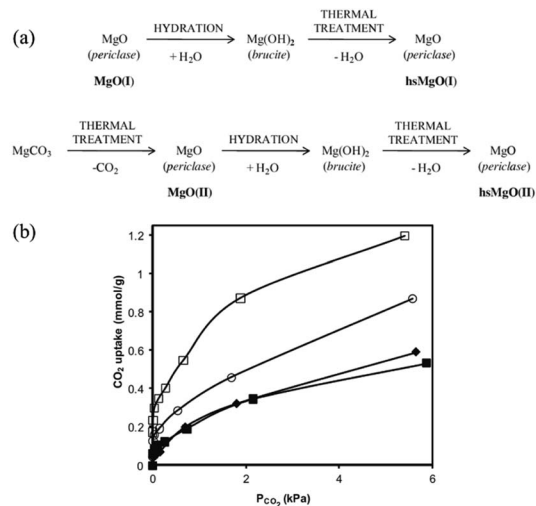 (a)
MgO HYDRATION Mg(OH)₂ THERMAL TREATMENT MgO
(periclase) + H₂O (brucite) - H₂O (periclase)
MgO(I) hsMgO(I)
MgCO₃ THERMAL TREATMENT MgO HYDRATION Mg(OH)₂ THERMAL TREATMENT MgO
-CO₂ (periclase) + H₂O (brucite) - H₂O (periclase)
MgO(II) hsMgO(II)
(b)
CO₂ uptake (mmol/g)
1.2
1
0.8
0.6
0.4
0.2
0
0 2 4 6
P_CO₂ (kPa)